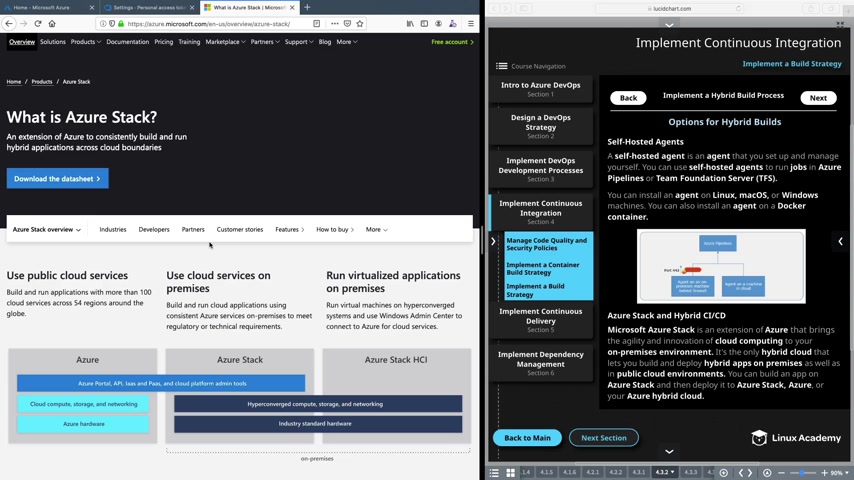 Home - Microsoft Azure
Settings - Personal access tok
What is Azure Stack? | Microsoft
https://azure.microsoft.com/en-us/overview/azure-stack/
Overview Solutions Products Documentation Pricing Training Marketplace Partners Support Blog More Free account
Home / Products / Azure Stack
What is Azure Stack?
An extension of Azure to consistently build and run
hybrid applications across cloud boundaries
Download the datasheet
Azure Stack overview Industries Developers Partners Customer stories Features How to buy More
Use public cloud services
Build and run applications with more than 100
cloud services across 54 regions around the
globe.
Use cloud services on
premises
Build and run cloud applications using
consistent Azure services on-premises to meet
regulatory or technical requirements.
Run virtualized applications
on premises
Run virtual machines on hyperconverged
systems and use Windows Admin Center to
connect to Azure for cloud services.
Azure
Azure Stack
Azure Stack HCI
Azure Portal, API, Iaas and Paas, and cloud platform admin tools
Cloud compute, storage, and networking
Hyperconverged compute, storage, and networking
Azure hardware
Industry standard hardware
on-premises
lucidchart.com
Implement Continuous Integration
Implement a Build Strategy
Course Navigation
Intro to Azure DevOps
Section 1
Design a DevOps
Strategy
Section 2
Implement DevOps
Development Processes
Section 3
Implement Continuous
Integration
Section 4
Manage Code Quality and
Security Policies
Implement a Container
Build Strategy
Implement a Build
Strategy
Implement Continuous
Delivery
Section 5
Implement Dependency
Management
Section 6
Back
Implement a Hybrid Build Process
Next
Options for Hybrid Builds
Self-Hosted Agents
A self-hosted agent is an agent that you set up and manage
yourself. You can use self-hosted agents to run jobs in Azure
Pipelines or Team Foundation Server (TFS).
You can install an agent on Linux, macOS, or Windows
machines. You can also install an agent on a Docker
container.
Azure Pipelines
Port 443
Agent on an on-
premises machine
behind firewall
Agent on a machine
in cloud
Azure Stack and Hybrid CI/CD
Microsoft Azure Stack is an extension of Azure that brings
the agility and innovation of cloud computing to your
on-premises environment. It's the only hybrid cloud that
lets you build and deploy hybrid apps on premises as well as
in public cloud environments. You can build an app on
Azure Stack and then deploy it to Azure Stack, Azure, or
your Azure hybrid cloud.
Back to Main
Next Section
Linux Academy
1.4 4.1.5 4.1.6 4.2.1 4.2.2 4.3.1 4.3.2 4.3.3 90%